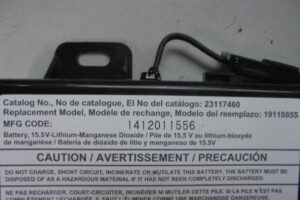 Catalog No., No de catalogue, El No del catálogo: 23117460
Replacement Model, Modèle de rechange, Modelo del reemplazo: 19118855
MFG CODE: 1412011556
Battery, 15.5V-Lithium-Manganese Dioxide / Pile de 15,5 V au lithium-bioxyde
de manganèse / Batería de dióxido de litio y manganeso de 15.5V
CAUTION / AVERTISSEMENT / PRECAUCIÓN
DO NOT CHARGE, SHORT CIRCUIT, INCINERATE OR MUTILATE THIS BATTERY. THIS BATTERY MUST BE DISPOSED
OF AS A HAZARDOUS MATERIAL IF IT HAS NOT BEEN COMPLETELY DISCHARGED.
NE PAS RECHARGER, COURT-CIRCUITER, INCINÉRER NI MUTILER CETTE PILE. SI LA PILE N'EST